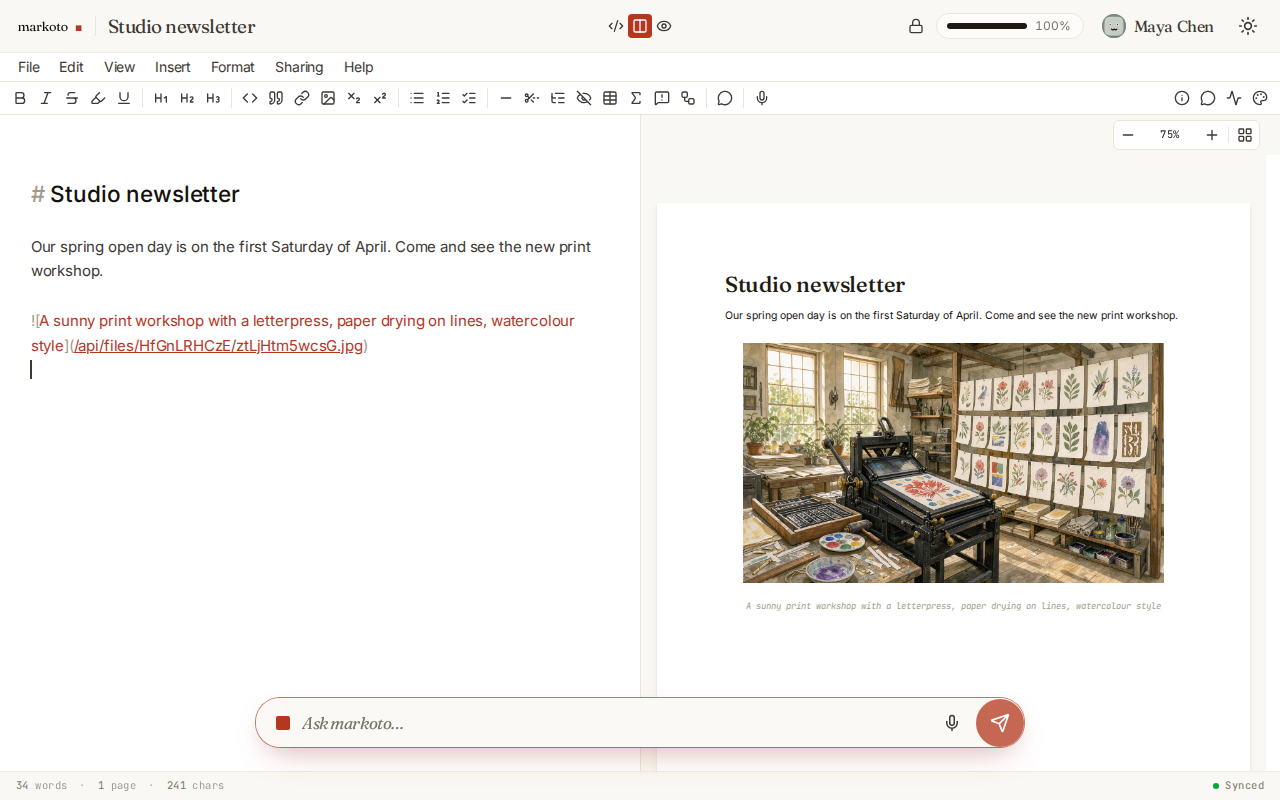 markoto
Studio newsletter
100%
Maya Chen
File Edit View Insert Format Sharing Help
H1 H2 H3
75%
# Studio newsletter
Our spring open day is on the first Saturday of April. Come and see the new print
workshop.
![A sunny print workshop with a letterpress, paper drying on lines, watercolour
style](/api/files/HfGnLRHCzE/ztLjHtm5wcsG.jpg)
Studio newsletter
Our spring open day is on the first Saturday of April. Come and see the new print workshop.
A sunny print workshop with a letterpress, paper drying on lines, watercolour style
Ask markoto...
34 words · 1 page · 241 chars
Synced